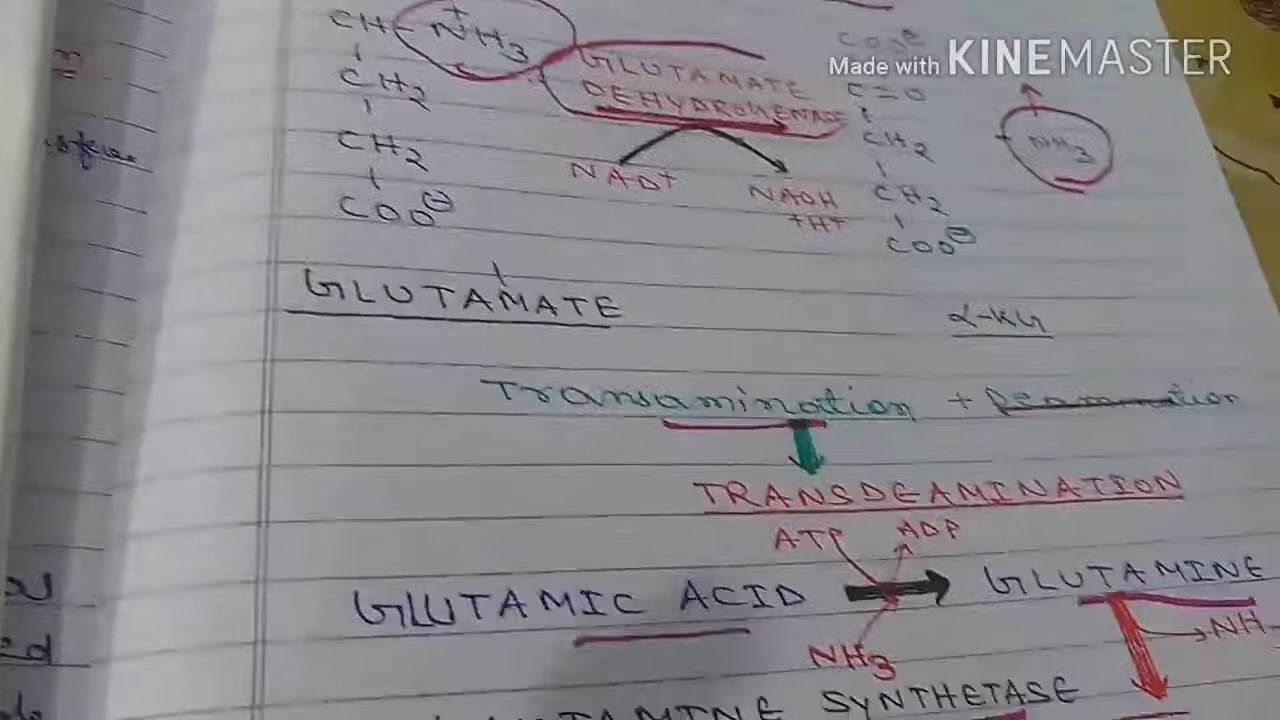 CH - NH3 +
GLUTAMATE
DEHYDROGENASE
COO⊖
Made with KINEMASTER
CH2
C=O
CH2
CH2
NH3
NAD+
NADH
+H+
CH2
COO⊖
COO⊖
GLUTAMATE
α-KG
Transamination +
TRANSDEAMINATION
ATP ADP
GLUTAMIC ACID → GLUTAMINE
NH3
NH
SYNTHETASE